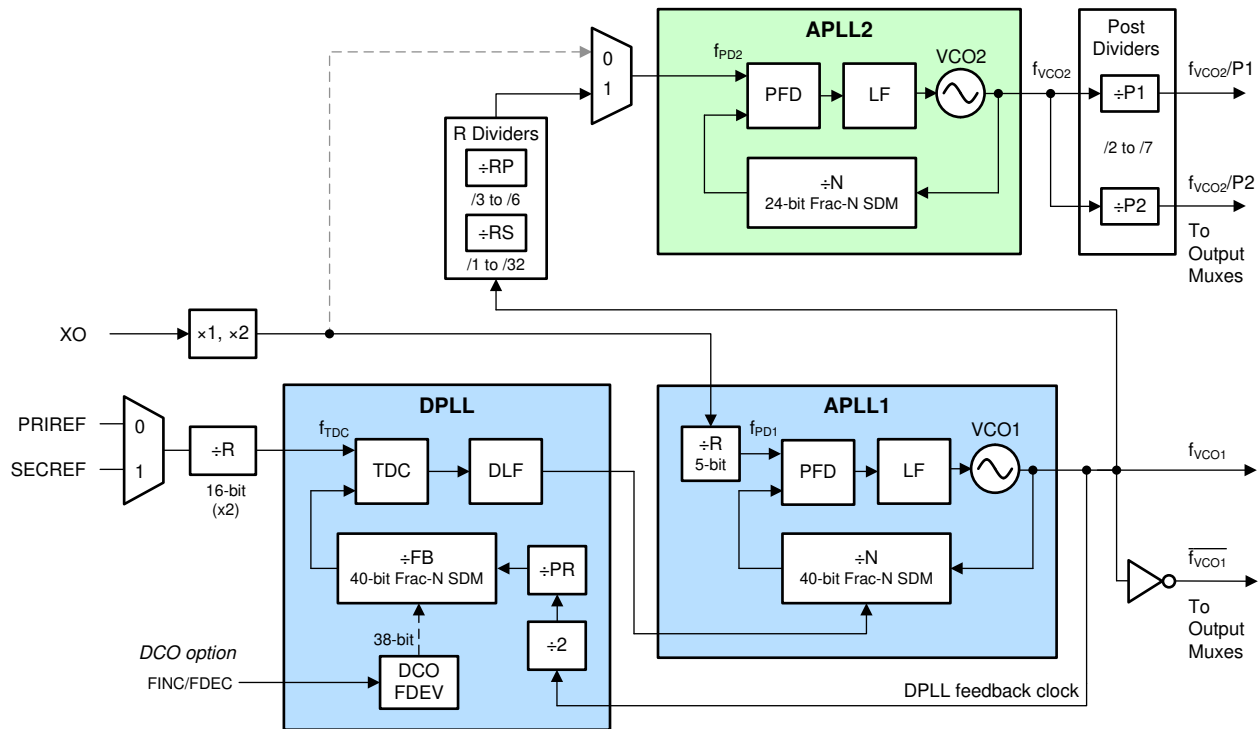 APLL2
VCO2
f_PD2
PFD
LF
÷N
24-bit Frac-N SDM
0
1
f_VCO2
Post
Dividers
÷P1
/2 to /7
÷P2
f_VCO2/P1
f_VCO2/P2
To
Output
Muxes
R Dividers
÷RP
/3 to /6
÷RS
/1 to /32
XO
×1, ×2
PRIREF
SECREF
0
1
÷R
16-bit
(x2)
DPLL
f_TDC
TDC
DLF
÷FB
40-bit Frac-N SDM
÷PR
÷2
38-bit
DCO
FDEV
DCO option
FINC/FDEC
DPLL feedback clock
APLL1
÷R
5-bit
f_PD1
PFD
LF
VCO1
÷N
40-bit Frac-N SDM
f_VCO1
f_VCO1
To
Output
Muxes